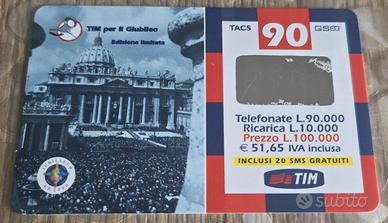 TIM per il Giubileo
Edizione limitata
TACS 90 GSM
Telefonate L.90.000
Ricarica L.10.000
Prezzo L.100.000
€ 51,65 IVA inclusa
INCLUSI 20 SMS GRATUITI
TIM
subito